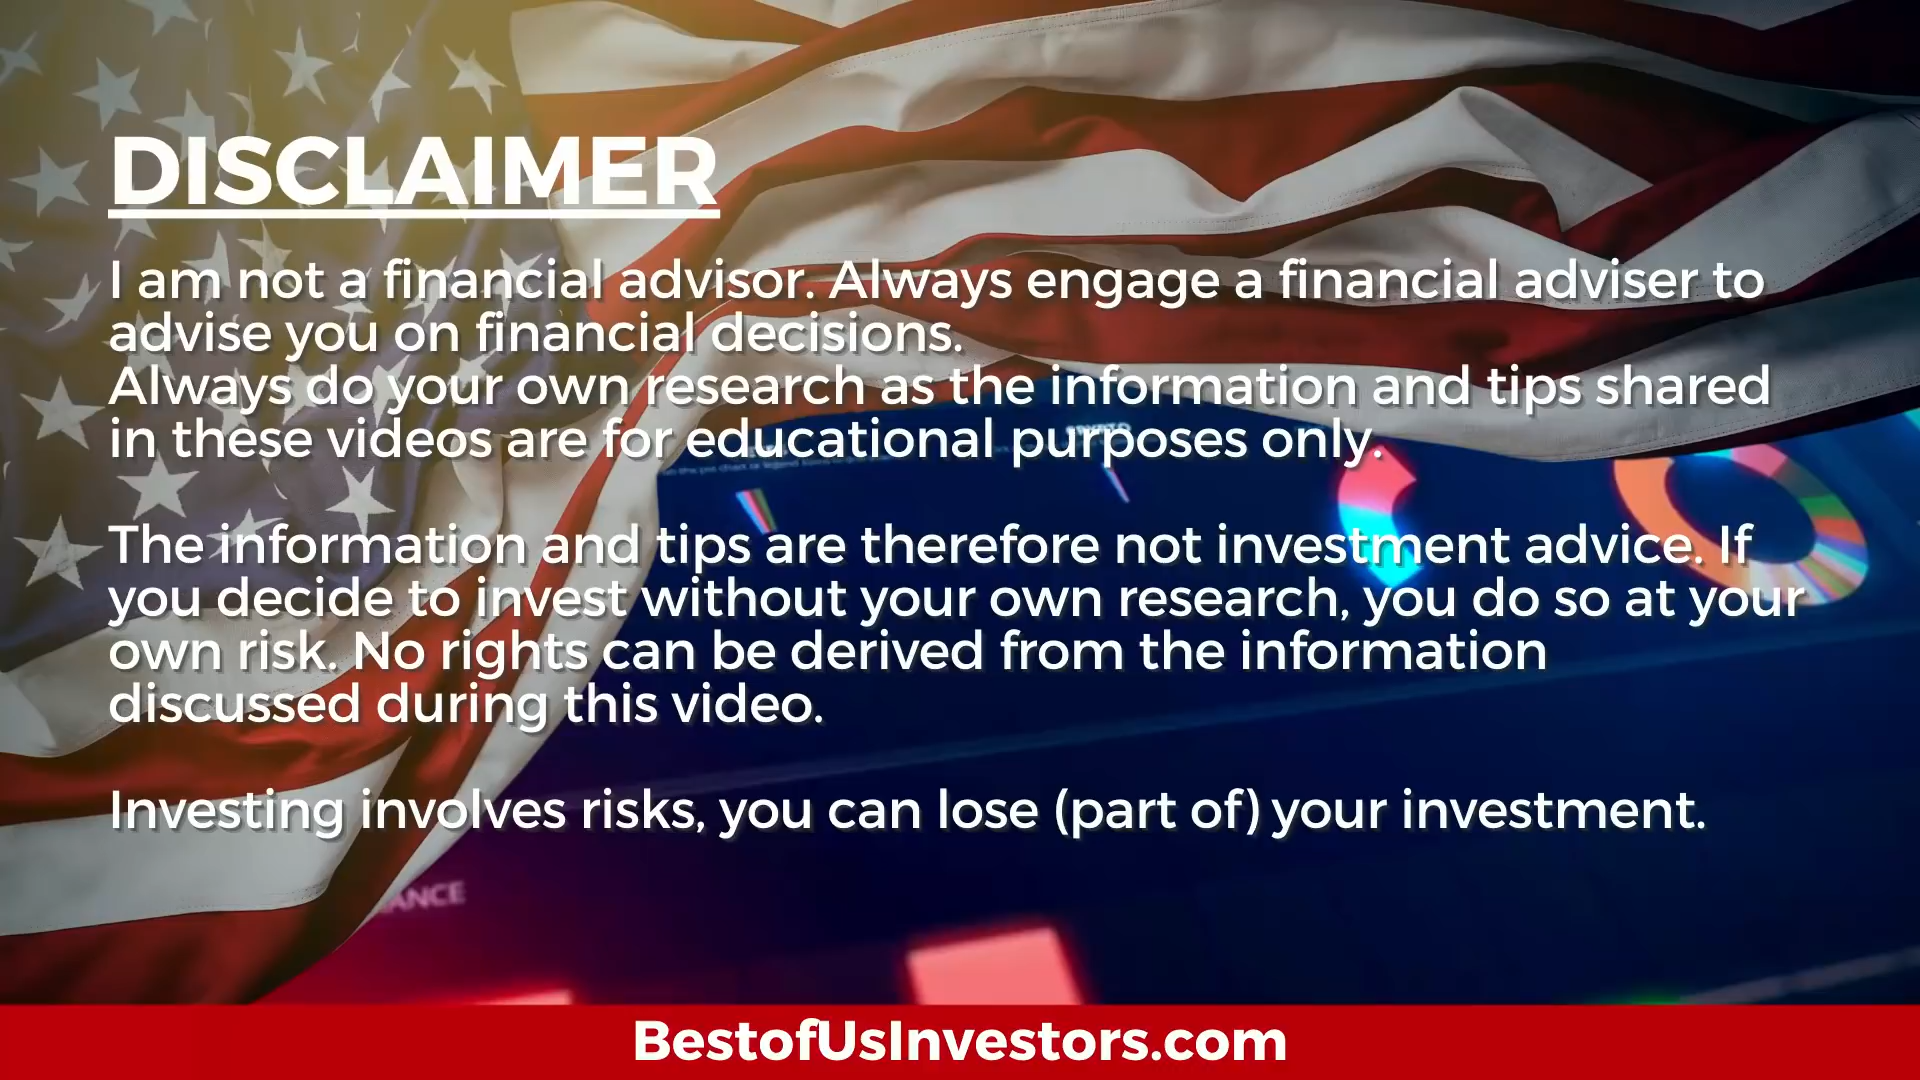 DISCLAIMER
I am not a financial advisor. Always engage a financial adviser to
advise you on financial decisions.
Always do your own research as the information and tips shared
in these videos are for educational purposes only.
The information and tips are therefore not investment advice. If
you decide to invest without your own research, you do so at your
own risk. No rights can be derived from the information
discussed during this video.
Investing involves risks, you can lose (part of) your investment.
BestofUsInvestors.com